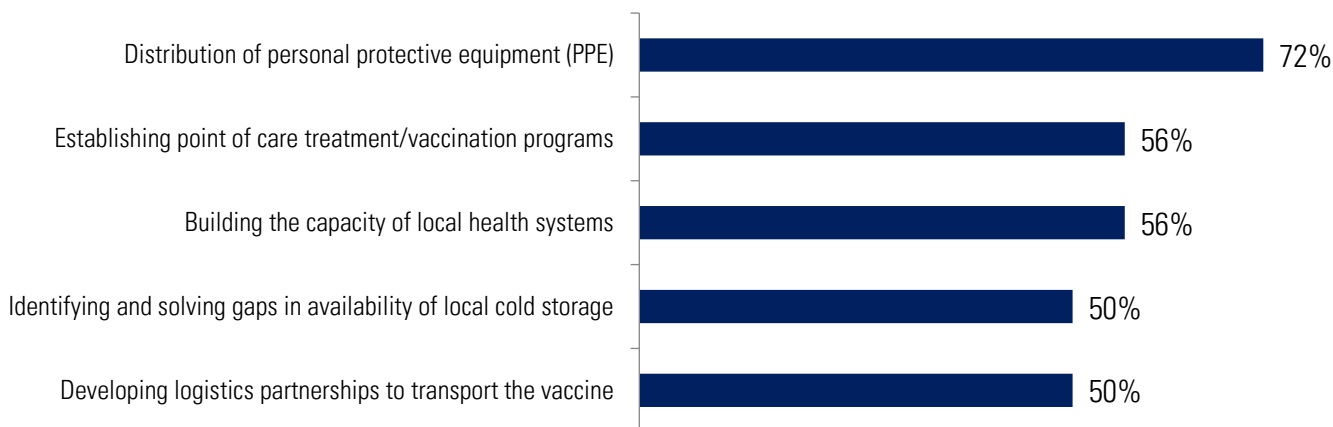 Distribution of personal protective equipment (PPE)
72%
Establishing point of care treatment/vaccination programs
56%
Building the capacity of local health systems
56%
Identifying and solving gaps in availability of local cold storage
50%
Developing logistics partnerships to transport the vaccine
50%